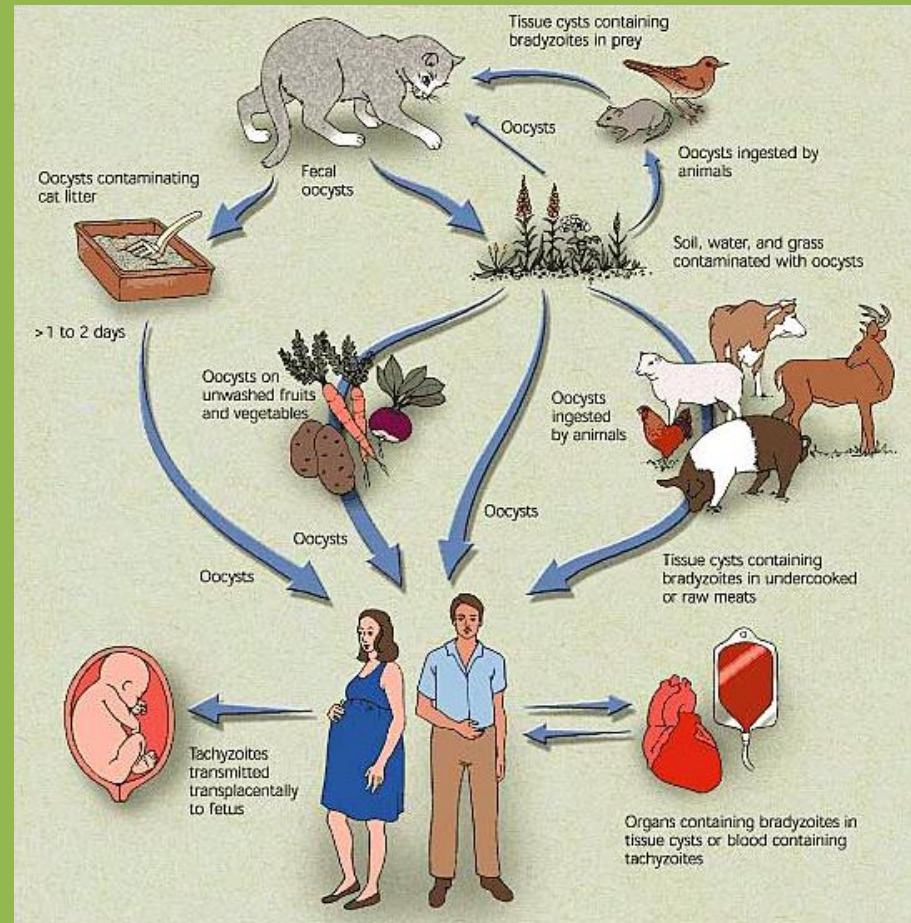 Tissue cysts containing
bradyzoites in prey
Oocysts
Oocysts ingested by
animals
Fecal
oocysts
Oocysts contaminating
cat litter
Soil, water, and grass
contaminated with oocysts
>1 to 2 days
Oocysts on
unwashed fruits
and vegetables
Oocysts
ingested
by animals
Oocysts
Oocysts
Oocysts
Tissue cysts containing
bradyzoites in undercooked
or raw meats
Tachyzoites
transmitted
transplacentally
to fetus
Organs containing bradyzoites in
tissue cysts or blood containing
tachyzoites